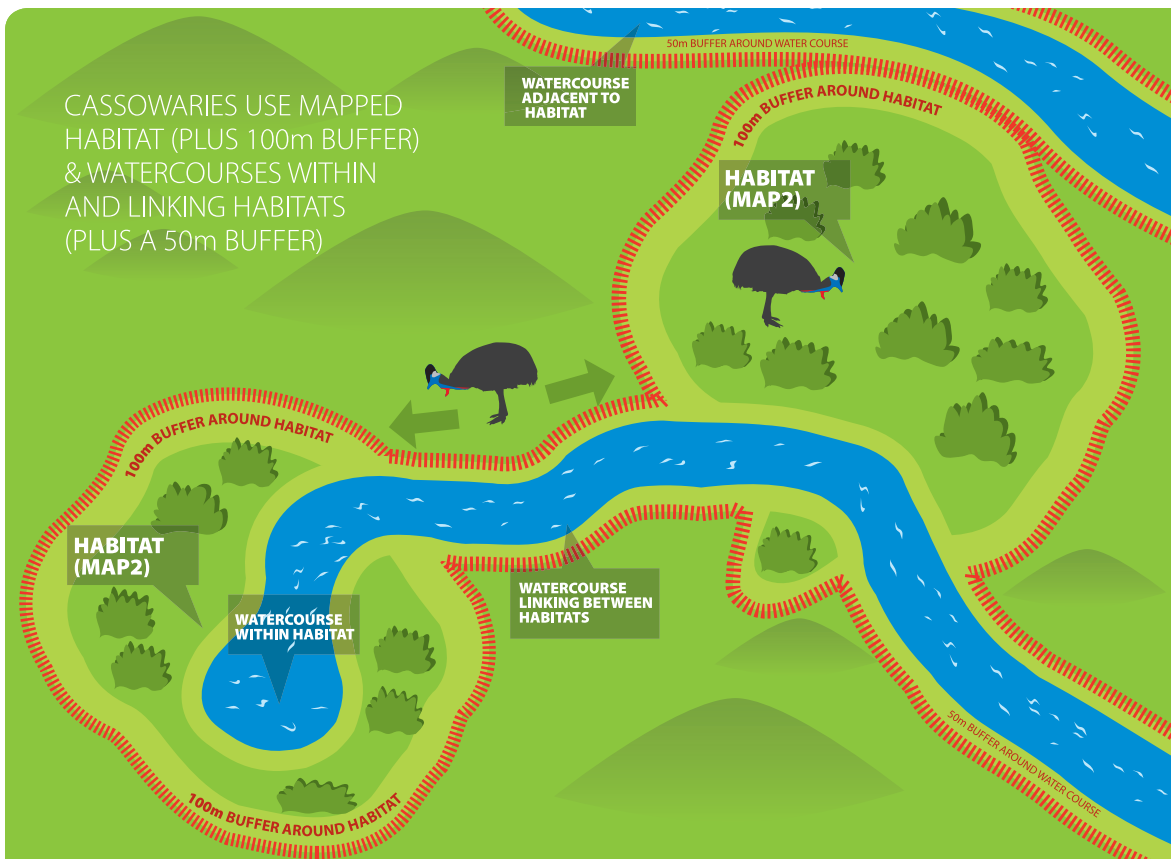 CASSOWARIES USE MAPPED
HABITAT (PLUS 100m BUFFER)
& WATERCOURSES WITHIN
AND LINKING HABITATS
(PLUS A 50m BUFFER)
50m BUFFER AROUND WATER COURSE
WATERCOURSE
ADJACENT TO
HABITAT
100m BUFFER AROUND HABITAT
HABITAT
(MAP2)
100m BUFFER AROUND HABITAT
HABITAT
(MAP2)
WATERCOURSE
WITHIN HABITAT
WATERCOURSE
LINKING BETWEEN
HABITATS
50m BUFFER AROUND WATER COURSE
100m BUFFER AROUND HABITAT